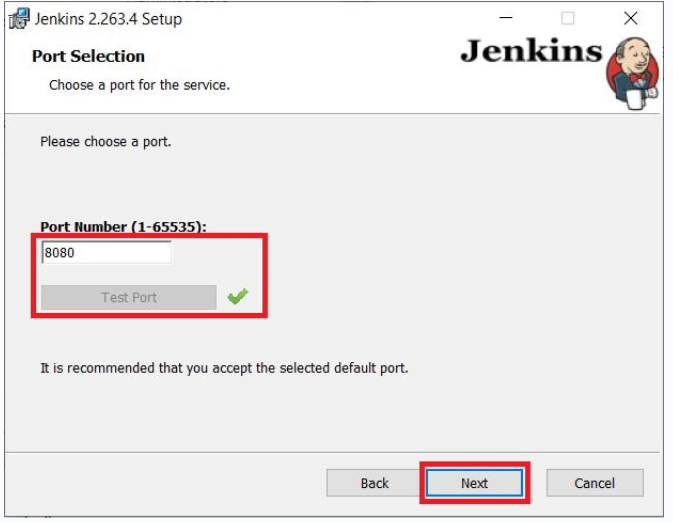 Jenkins 2.263.4 Setup
Port Selection
Jenkins
Choose a port for the service.
Please choose a port.
Port Number (1-65535):
8080
Test Port
It is recommended that you accept the selected default port.
Back
Next
Cancel